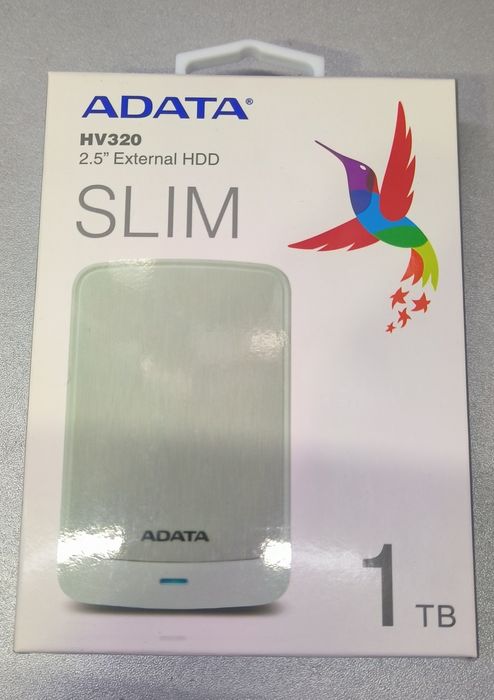 ADATA®
HV320
2.5" External HDD
SLIM
ADATA
1 TB